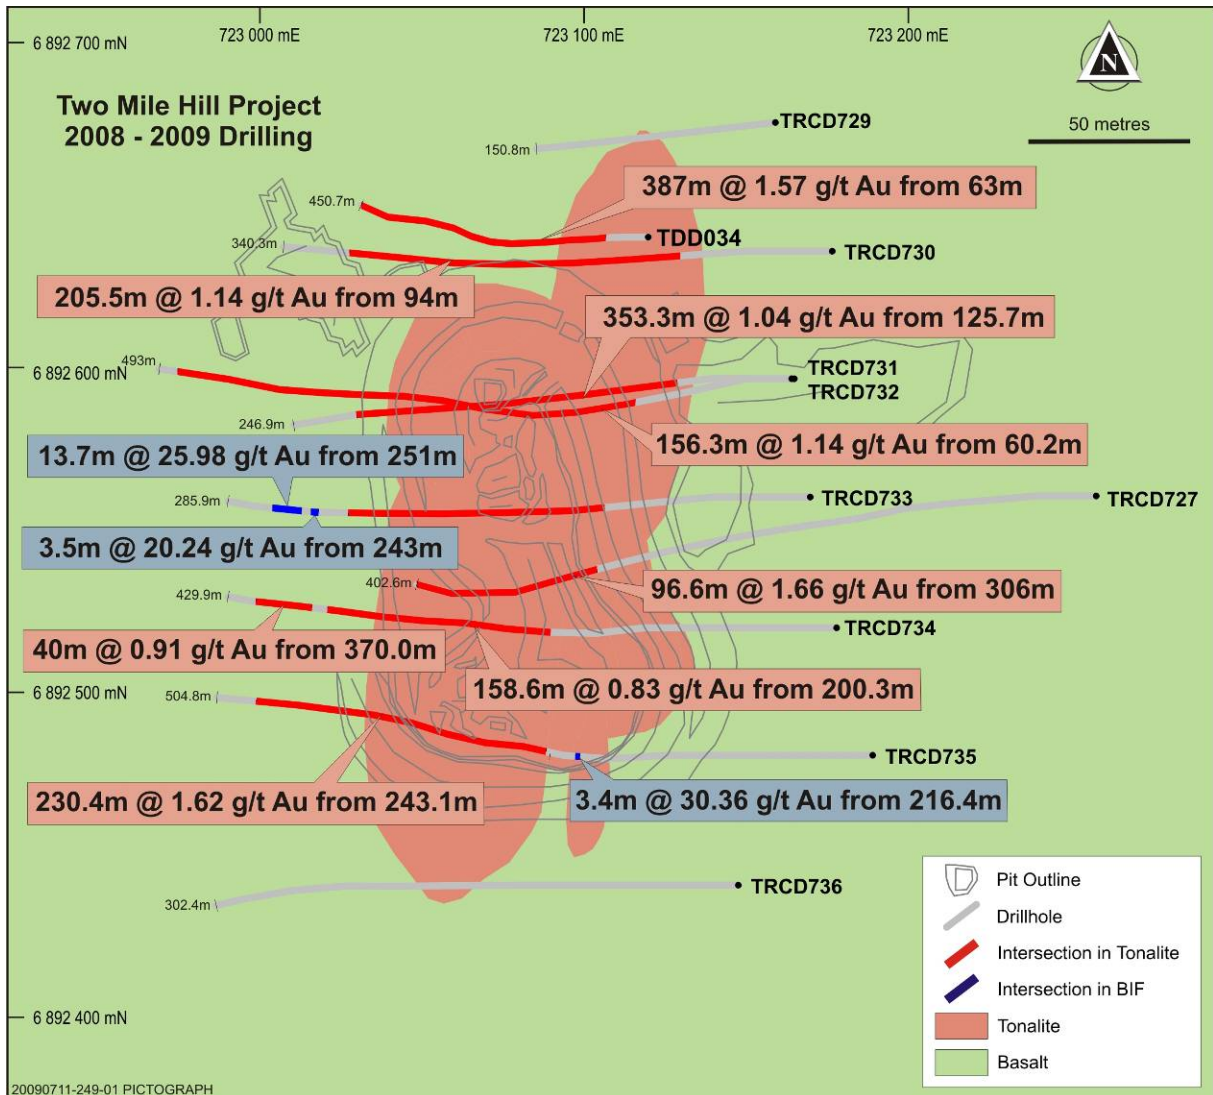 723 000 mE
723 100 mE
723 200 mE
6 892 700 mN
Two Mile Hill Project
2008 - 2009 Drilling
N
50 metres
TRCD729
150.8m
387m @ 1.57 g/t Au from 63m
450.7m
TDD034
340.3m
TRCD730
205.5m @ 1.14 g/t Au from 94m
353.3m @ 1.04 g/t Au from 125.7m
493m
6 892 600 mN
TRCD731
TRCD732
246.9m
156.3m @ 1.14 g/t Au from 60.2m
13.7m @ 25.98 g/t Au from 251m
285.9m
TRCD733
TRCD727
3.5m @ 20.24 g/t Au from 243m
402.6m
96.6m @ 1.66 g/t Au from 306m
429.9m
TRCD734
40m @ 0.91 g/t Au from 370.0m
158.6m @ 0.83 g/t Au from 200.3m
6 892 500 mN
504.8m
TRCD735
230.4m @ 1.62 g/t Au from 243.1m
3.4m @ 30.36 g/t Au from 216.4m
TRCD736
302.4m
Pit Outline
Drillhole
Intersection in Tonalite
Intersection in BIF
Tonalite
Basalt
6 892 400 mN
20090711-249-01 PICTOGRAPH